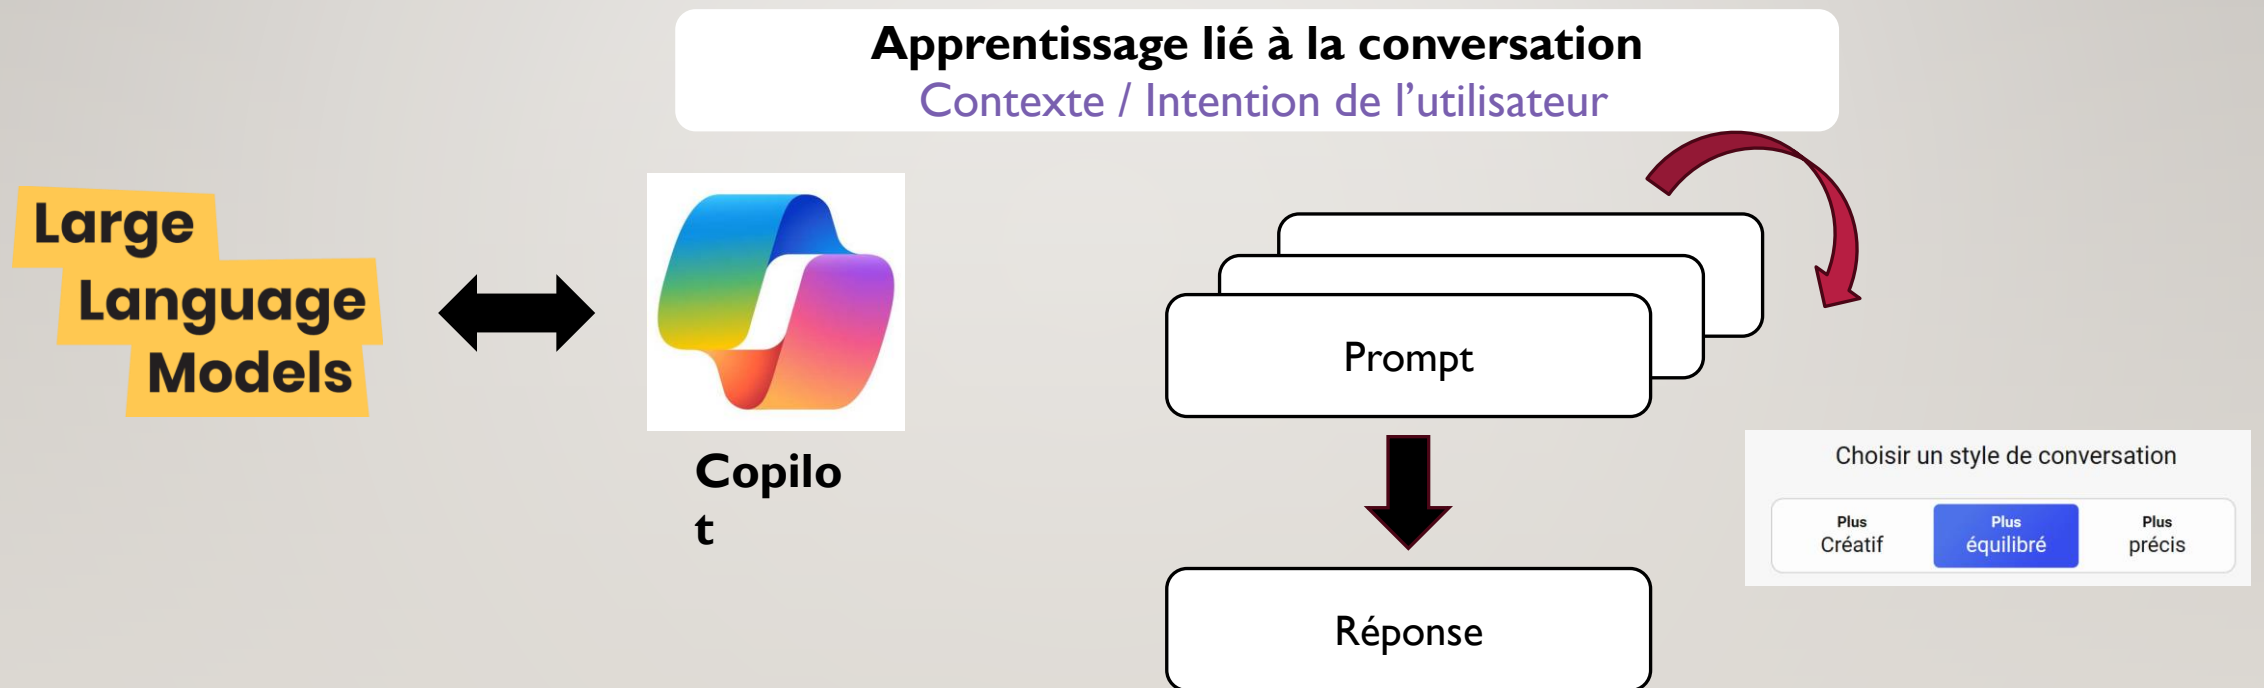 Apprentissage lié à la conversation
Contexte / Intention de l’utilisateur
Large
Language
Models
Copilo
t
Prompt
Réponse
Choisir un style de conversation
Plus
Créatif
Plus
équilibré
Plus
précis